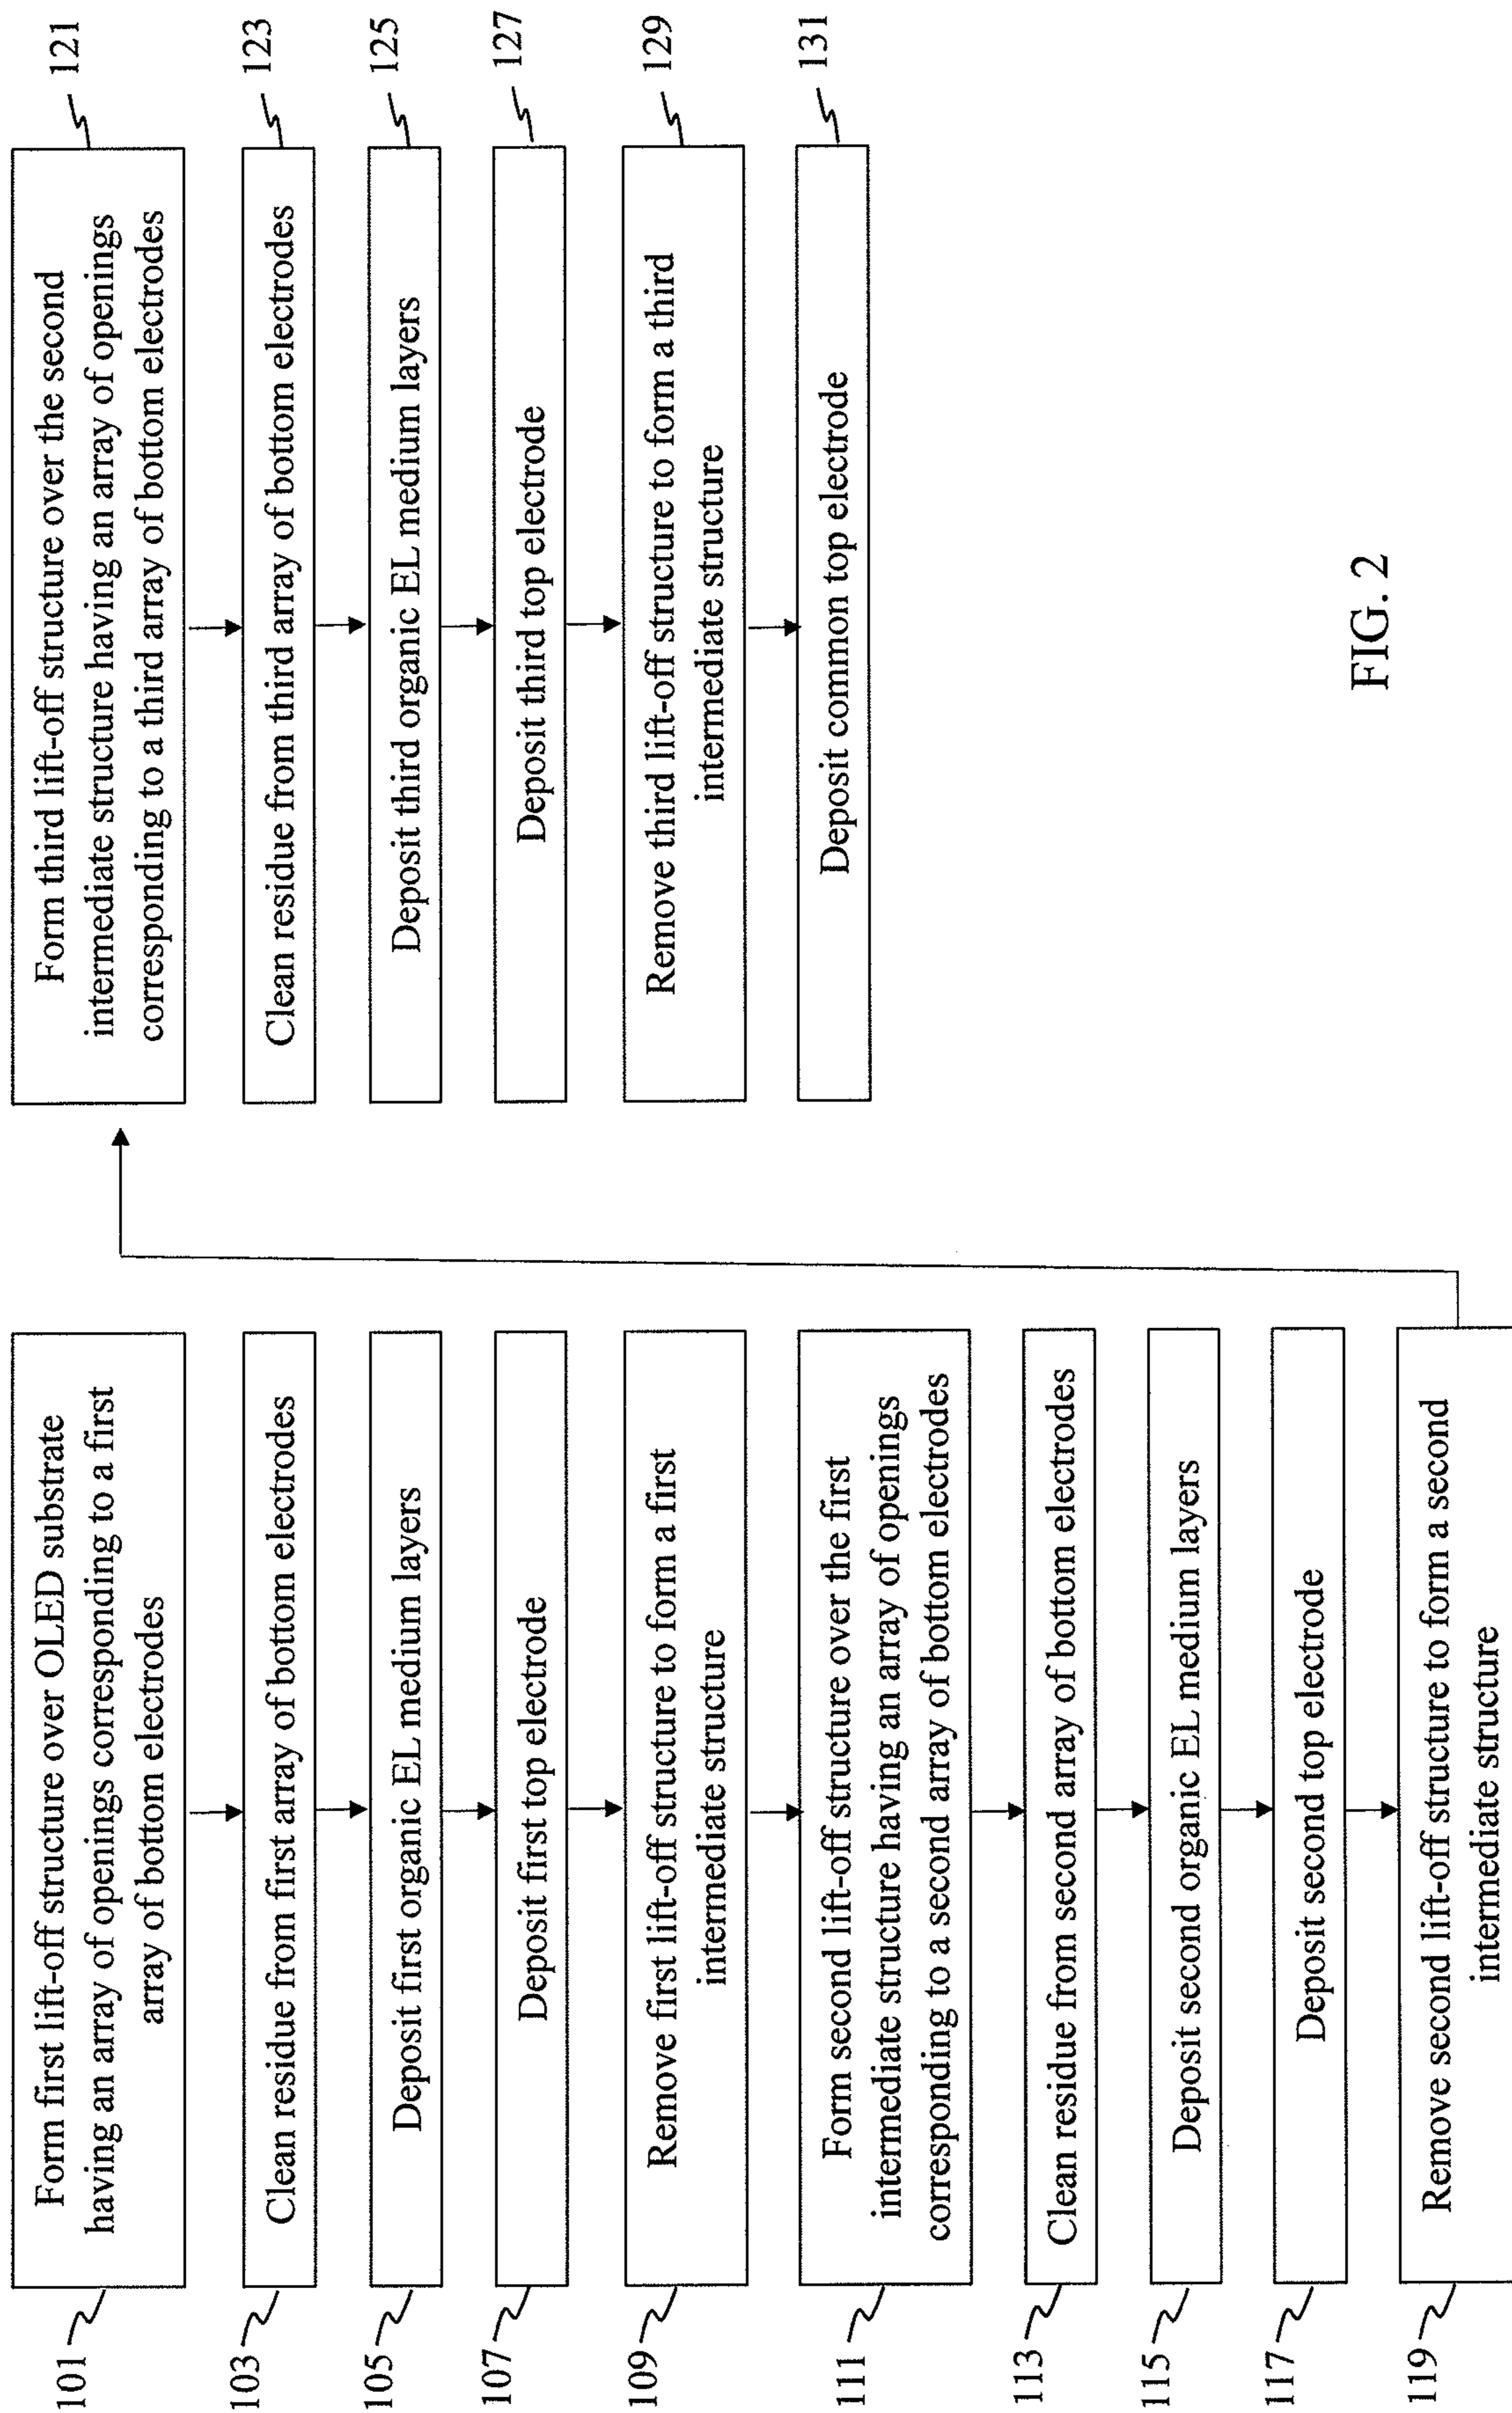 101
Form first lift-off structure over OLED substrate
having an array of openings corresponding to a first
array of bottom electrodes
103
Clean residue from first array of bottom electrodes
105
Deposit first organic EL medium layers
107
Deposit first top electrode
109
Remove first lift-off structure to form a first
intermediate structure
111
Form second lift-off structure over the first
intermediate structure having an array of openings
corresponding to a second array of bottom electrodes
113
Clean residue from second array of bottom electrodes
115
Deposit second organic EL medium layers
117
Deposit second top electrode
119
Remove second lift-off structure to form a second
intermediate structure
Form third lift-off structure over the second
intermediate structure having an array of openings
corresponding to a third array of bottom electrodes
121
Clean residue from third array of bottom electrodes
123
Deposit third organic EL medium layers
125
Deposit third top electrode
127
Remove third lift-off structure to form a third
intermediate structure
129
Deposit common top electrode
131
FIG. 2